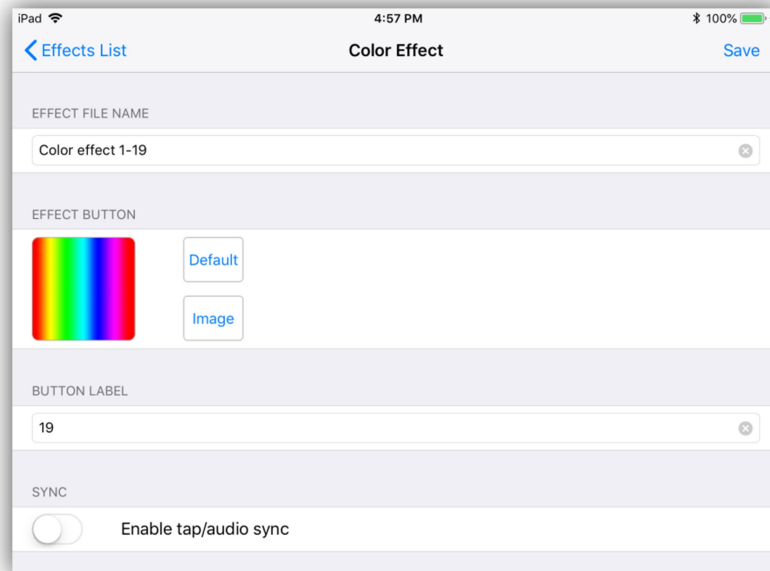 iPad 4:57 PM 100%
Effects List Color Effect Save
EFFECT FILE NAME
Color effect 1-19
EFFECT BUTTON
Default
Image
BUTTON LABEL
19
SYNC
Enable tap/audio sync